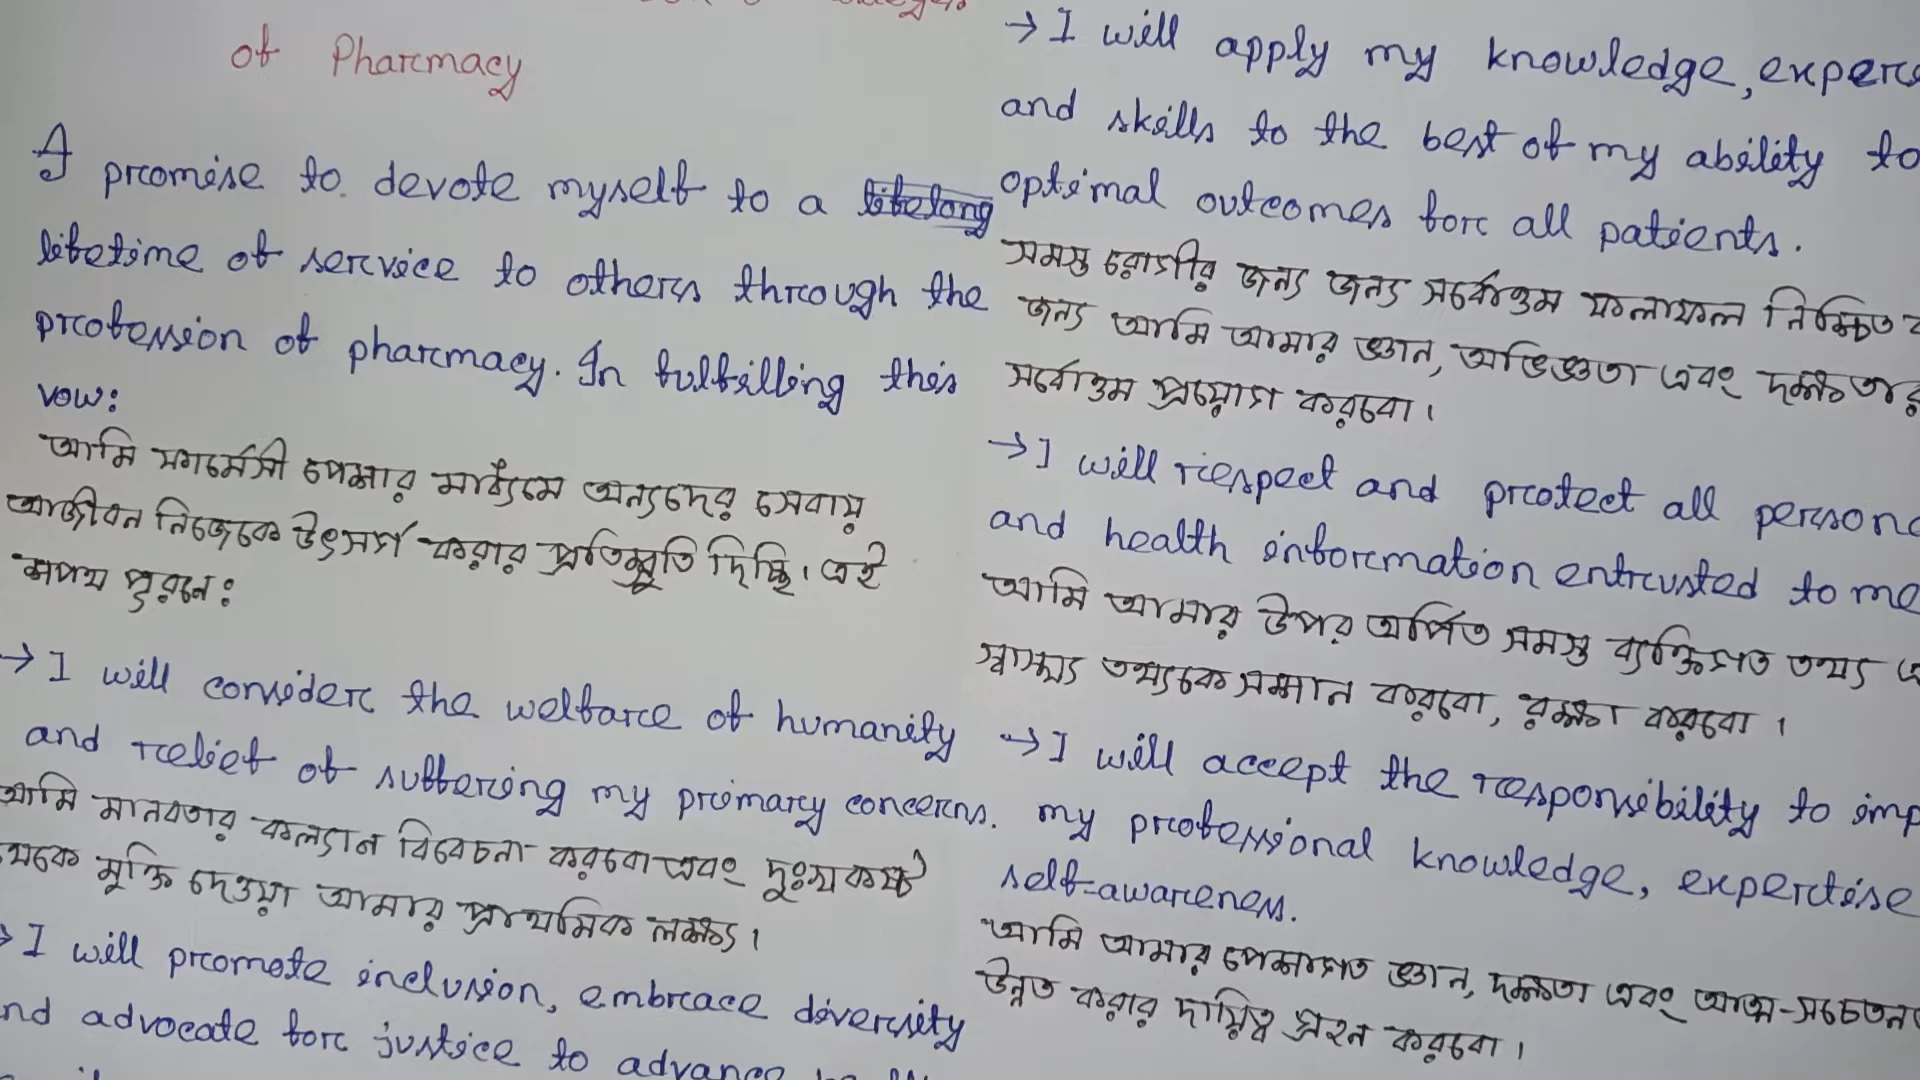 of Pharmacy
I promise to devote myself to a lifelong
lifetime of service to others through the
profession of pharmacy. In fulfilling this
vow:
আমি ফার্মেসী পেশার মাধ্যমে অন্যদের সেবায়
আজীবন নিজেকে উৎসর্গ করার প্রতিশ্রুতি দিচ্ছি। এই
শপথ পূরনে:
→ I will consider the welfare of humanity
and relief of suffering my primary concerns.
আমি মানবতার কল্যান বিবেচনা করবো এবং দুঃখকষ্ট
থেকে মুক্তি দেওয়া আমার প্রাথমিক লক্ষ্য।
→ I will promote inclusion, embrace diversity
and advocate for justice to advance
→ I will apply my knowledge,
and skills to the best of my ability to
optimal outcomes for all patients.
সমস্ত রোগীর জন্য জন্য সর্বোত্তম ফলাফল নিশ্চিত
জন্য আমি আমার জ্ঞান, অভিজ্ঞতা এবং দক্ষতার
সর্বোত্তম প্রয়োগ করবো।
→ I will respect and protect all
and health information entrusted to me
আমি আমার উপর অর্পিত সমস্ত ব্যক্তিগত তথ্য
স্বাস্থ্য তথ্যকে সম্মান করবো, রক্ষা করবো।
→ I will accept the responsibility to
my professional knowledge, expertise
self-awareness.
আমি আমার পেশাগত জ্ঞান, দক্ষতা এবং
উন্নত করার দায়িত্ব গ্রহন করবো।